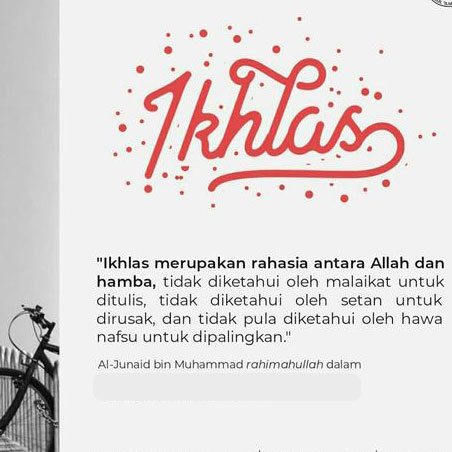 Ikhlas
"Ikhlas merupakan rahasia antara Allah dan
hamba, tidak diketahui oleh malaikat untuk
ditulis, tidak diketahui oleh setan untuk
dirusak, dan tidak pula diketahui oleh hawa
nafsu untuk dipalingkan."
Al-Junaid bin Muhammad rahimahullah dalam